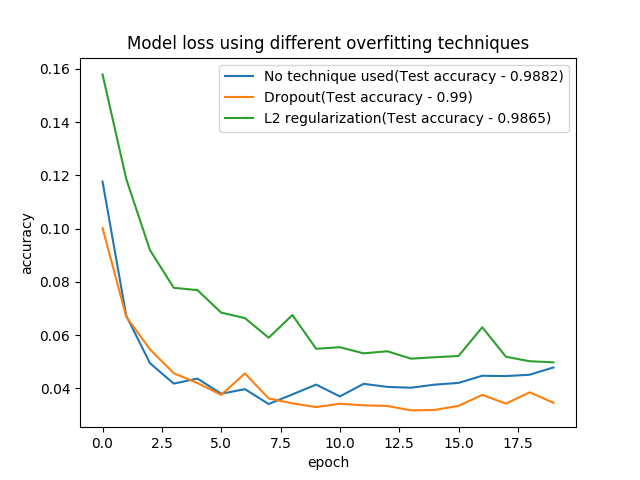 Model loss using different overfitting techniques
0.16
0.14
0.12
0.10
0.08
0.06
0.04
accuracy
No technique used(Test accuracy - 0.9882)
Dropout(Test accuracy - 0.99)
L2 regularization(Test accuracy - 0.9865)
0.0 2.5 5.0 7.5 10.0 12.5 15.0 17.5
epoch